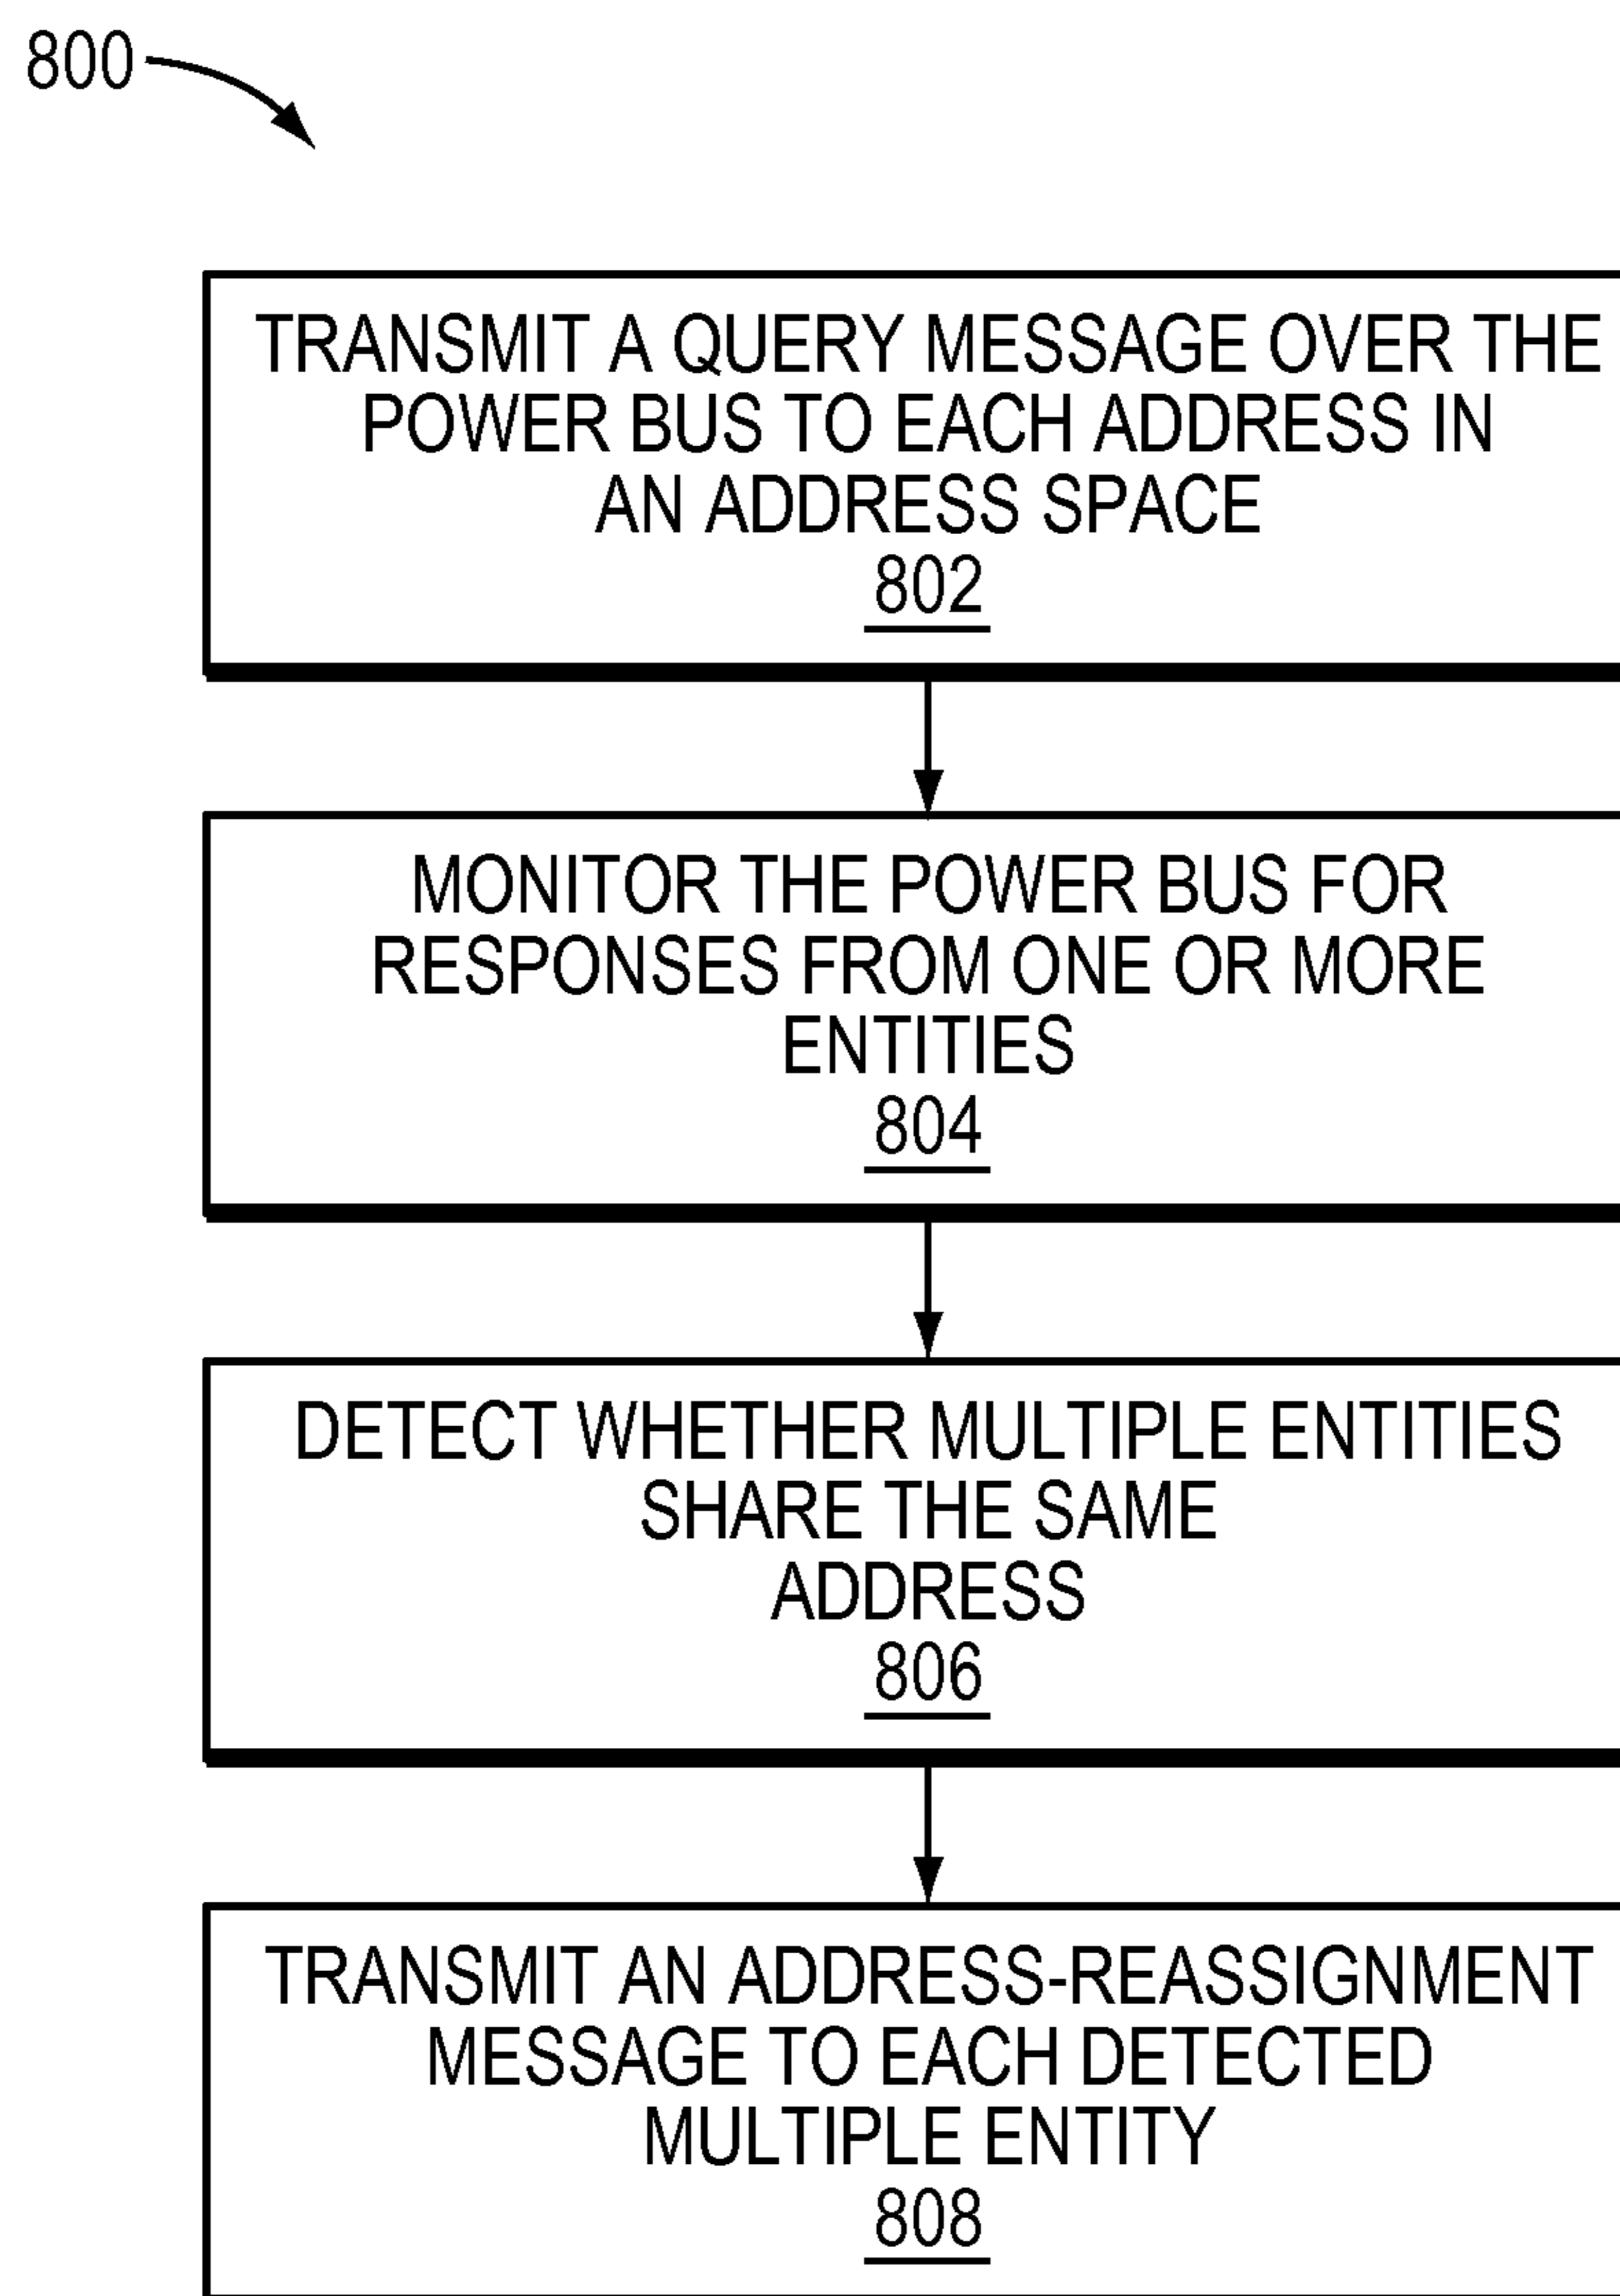 800
TRANSMIT A QUERY MESSAGE OVER THE
POWER BUS TO EACH ADDRESS IN
AN ADDRESS SPACE
802
MONITOR THE POWER BUS FOR
RESPONSES FROM ONE OR MORE
ENTITIES
804
DETECT WHETHER MULTIPLE ENTITIES
SHARE THE SAME
ADDRESS
806
TRANSMIT AN ADDRESS-REASSIGNMENT
MESSAGE TO EACH DETECTED
MULTIPLE ENTITY
808